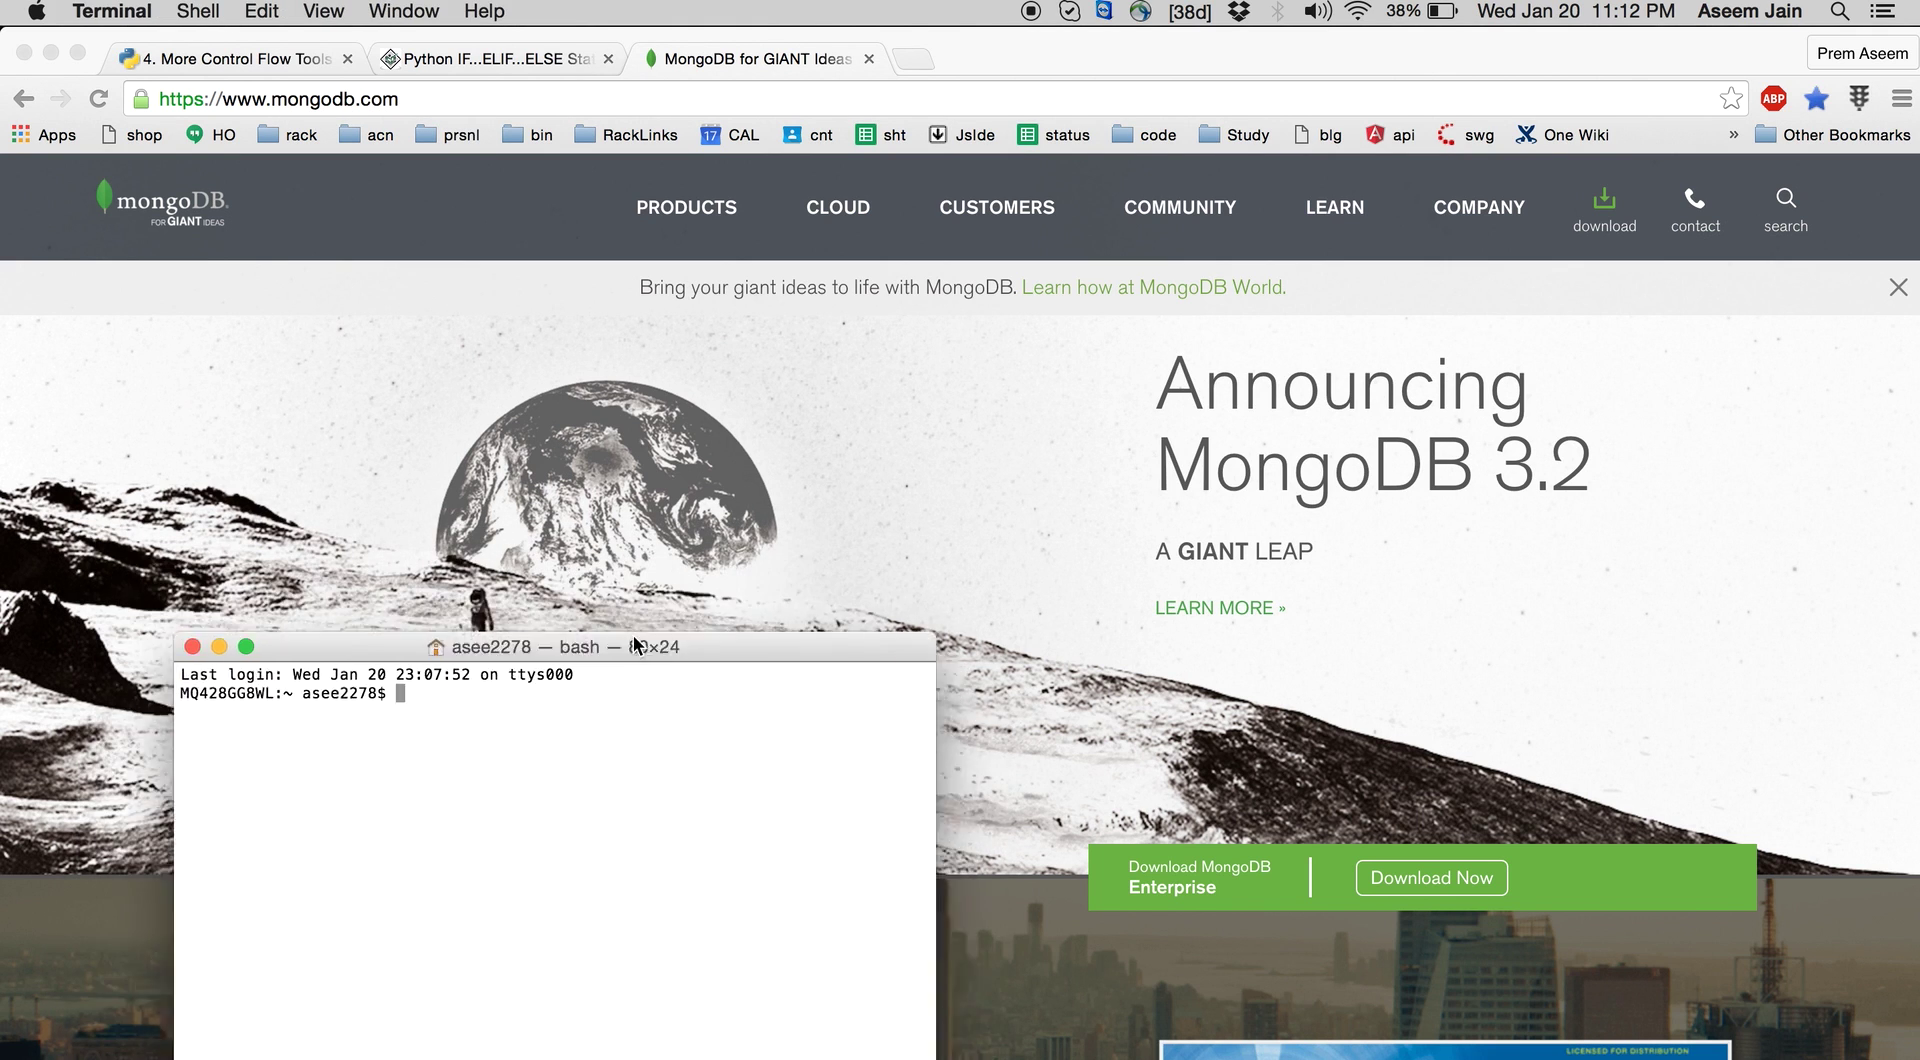 Terminal Shell Edit View Window Help [38d] 38% Wed Jan 20 11:12 PM Aseem Jain
4. More Control Flow Tools Python IF...ELIF...ELSE Sta MongoDB for GIANT Ideas Prem Aseem
https://www.mongodb.com ABP
Apps shop HO rack acn prsnl bin RackLinks 17 CAL cnt sht Jslde status code Study blg api swg One Wiki » Other Bookmarks
mongoDB.
FOR GIANT IDEAS
PRODUCTS CLOUD CUSTOMERS COMMUNITY LEARN COMPANY download contact search
Bring your giant ideas to life with MongoDB. Learn how at MongoDB World.
Announcing
MongoDB 3.2
A GIANT LEAP
LEARN MORE »
asee2278 — bash — 80×24
Last login: Wed Jan 20 23:07:52 on ttys000
MQ428GG8WL:~ asee2278$
Download MongoDB
Enterprise
Download Now
LICENSED FOR DISTRIBUTION